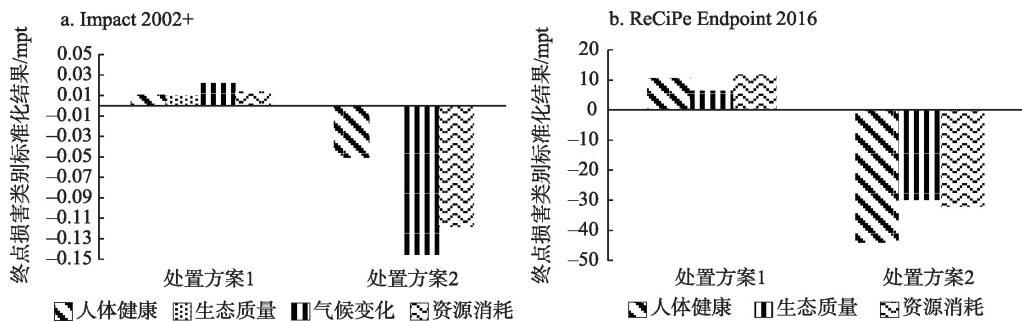 a. Impact 2002+
终点损害类别标准化结果/mpt
0.05
0.03
0.01
−0.01
−0.03
−0.05
−0.07
−0.09
−0.11
−0.13
−0.15
处置方案1 处置方案2
人体健康 生态质量 气候变化 资源消耗
b. ReCiPe Endpoint 2016
终点损害类别标准化结果/mpt
20
10
0
−10
−20
−30
−40
−50
处置方案1 处置方案2
人体健康 生态质量 资源消耗